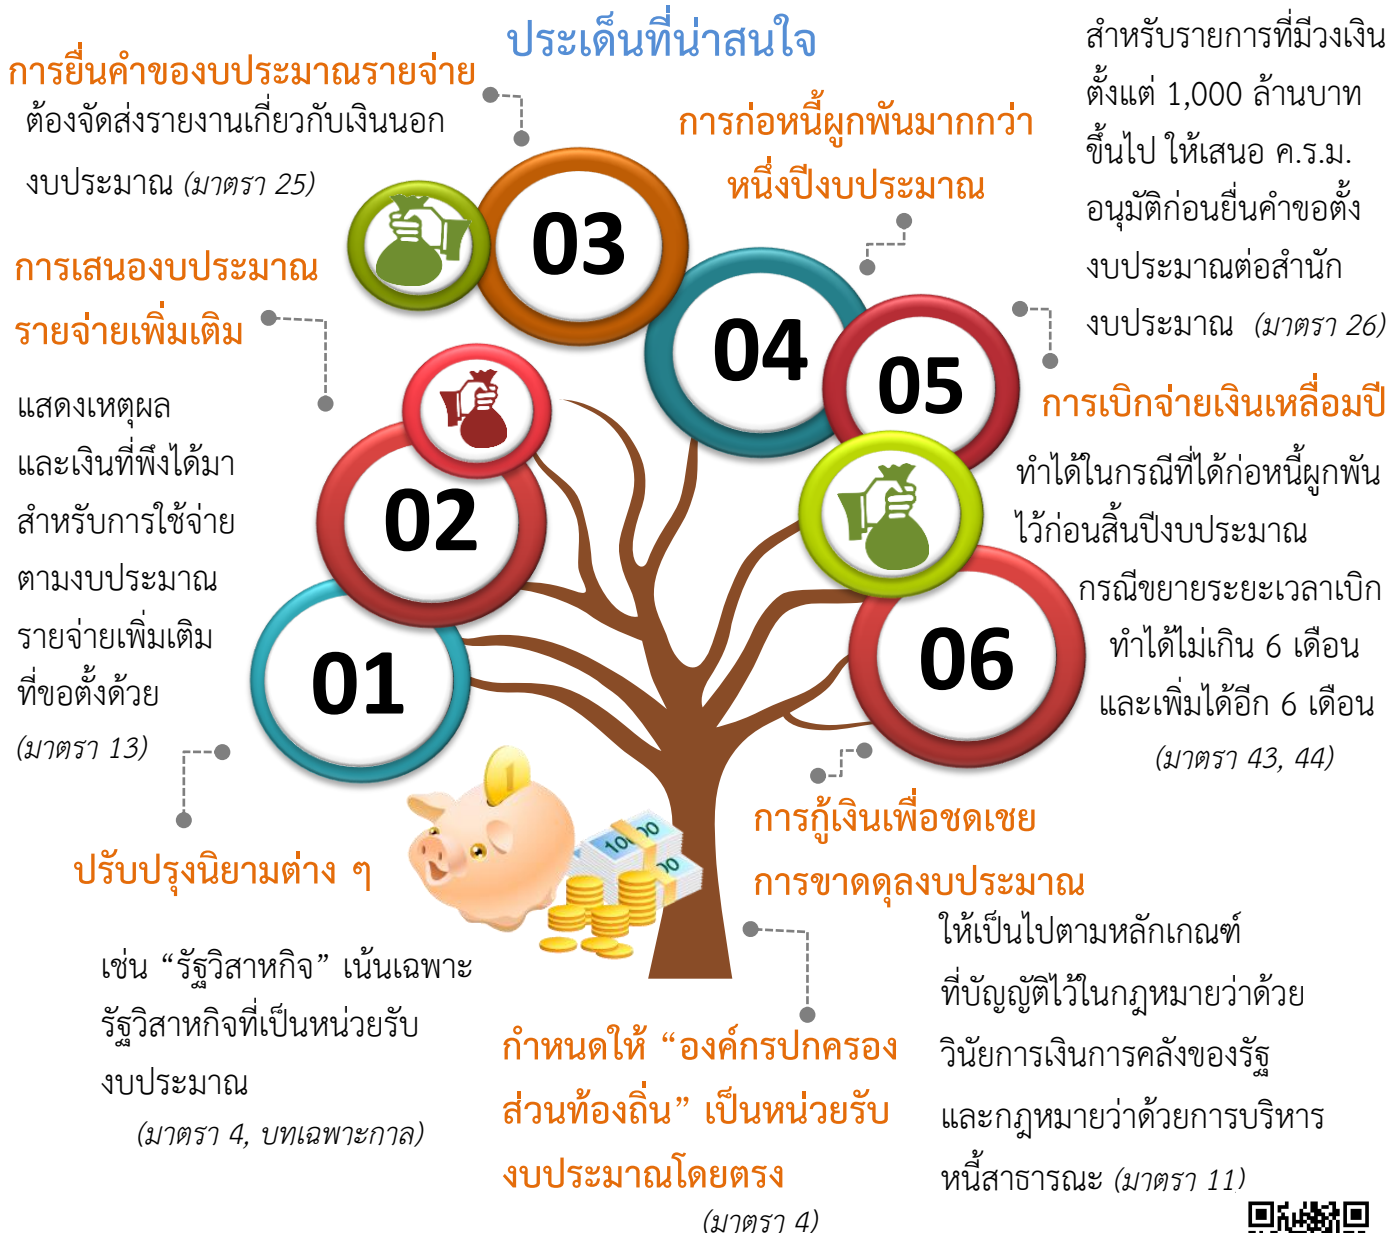 ประเด็นที่น่าสนใจ
การยื่นคำของบประมาณรายจ่าย
ต้องจัดส่งรายงานเกี่ยวกับเงินนอก
งบประมาณ (มาตรา 25)
การเสนองบประมาณ
รายจ่ายเพิ่มเติม
แสดงเหตุผล
และเงินที่พึงได้มา
สำหรับการใช้จ่าย
ตามงบประมาณ
รายจ่ายเพิ่มเติม
ที่ขอตั้งด้วย
(มาตรา 13)
การก่อหนี้ผูกพันมากกว่า
หนึ่งปีงบประมาณ
สำหรับรายการที่มีวงเงิน
ตั้งแต่ 1,000 ล้านบาท
ขึ้นไป ให้เสนอ ค.ร.ม.
อนุมัติก่อนยื่นคำขอตั้ง
งบประมาณต่อสำนัก
งบประมาณ (มาตรา 26)
การเบิกจ่ายเงินเหลื่อมปี
ทำได้ในกรณีที่ได้ก่อหนี้ผูกพัน
ไว้ก่อนสิ้นปีงบประมาณ
กรณีขยายระยะเวลาเบิก
ทำได้ไม่เกิน 6 เดือน
และเพิ่มได้อีก 6 เดือน
(มาตรา 43, 44)
03
04
05
02
01
06
1
1000
00
ปรับปรุงนิยามต่าง ๆ
เช่น “รัฐวิสาหกิจ” เน้นเฉพาะ
รัฐวิสาหกิจที่เป็นหน่วยรับ
งบประมาณ
(มาตรา 4, บทเฉพาะกาล)
กำหนดให้ “องค์กรปกครอง
ส่วนท้องถิ่น” เป็นหน่วยรับ
งบประมาณโดยตรง
(มาตรา 4)
การกู้เงินเพื่อชดเชย
การขาดดุลงบประมาณ
ให้เป็นไปตามหลักเกณฑ์
ที่บัญญัติไว้ในกฎหมายว่าด้วย
วินัยการเงินการคลังของรัฐ
และกฎหมายว่าด้วยการบริหาร
หนี้สาธารณะ (มาตรา 11)